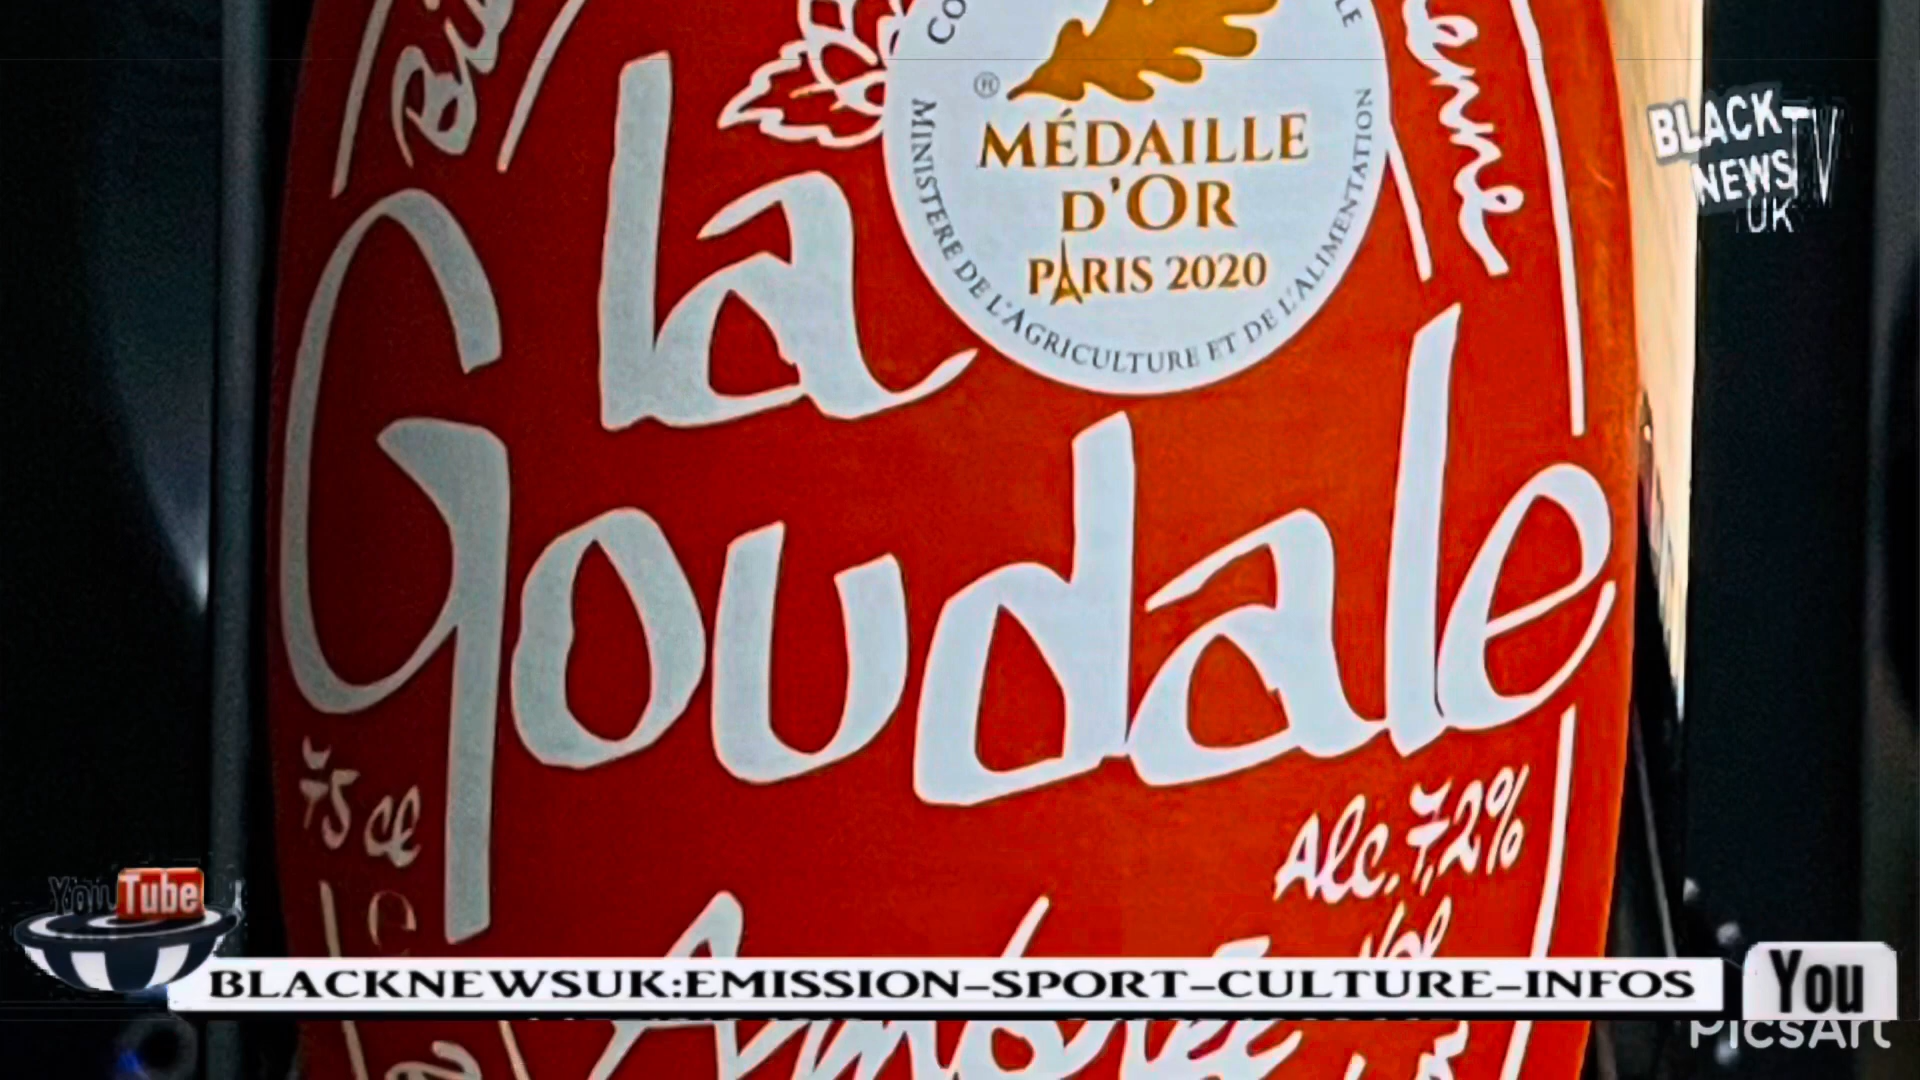 la
MÉDAILLE
D'OR
PARIS 2020
MINISTERE DE L'AGRICULTURE ET DE L'ALIMENTATION
®
BLACK TV
NEWS
UK
Goudale
75 cl
Alc. 7,2%
Vol
YouTube
BLACKNEWSUK:EMISSION-SPORT-CULTURE-INFOS
You
PicsArt